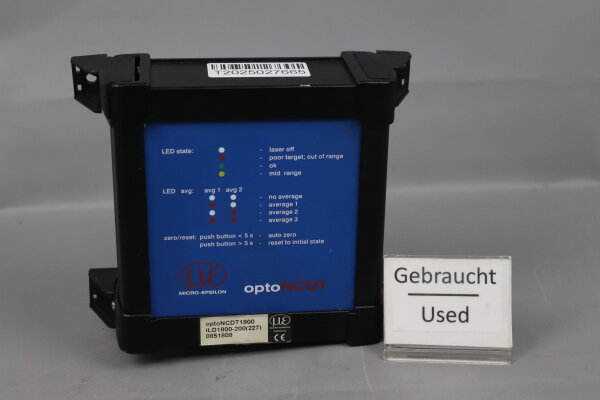 T2025027665
LED state: - laser off
- poor target; out of range
- ok
- mid range
LED avg: avg 1 avg 2
- no average
- average 1
- average 2
- average 3
zero/reset: push button < 5 s - auto zero
push button > 5 s - reset to initial state
MICRO-EPSILON optoNCDT
optoNCDT1800
ILD1800-200(227)
0851808
CE
Gebraucht
Used